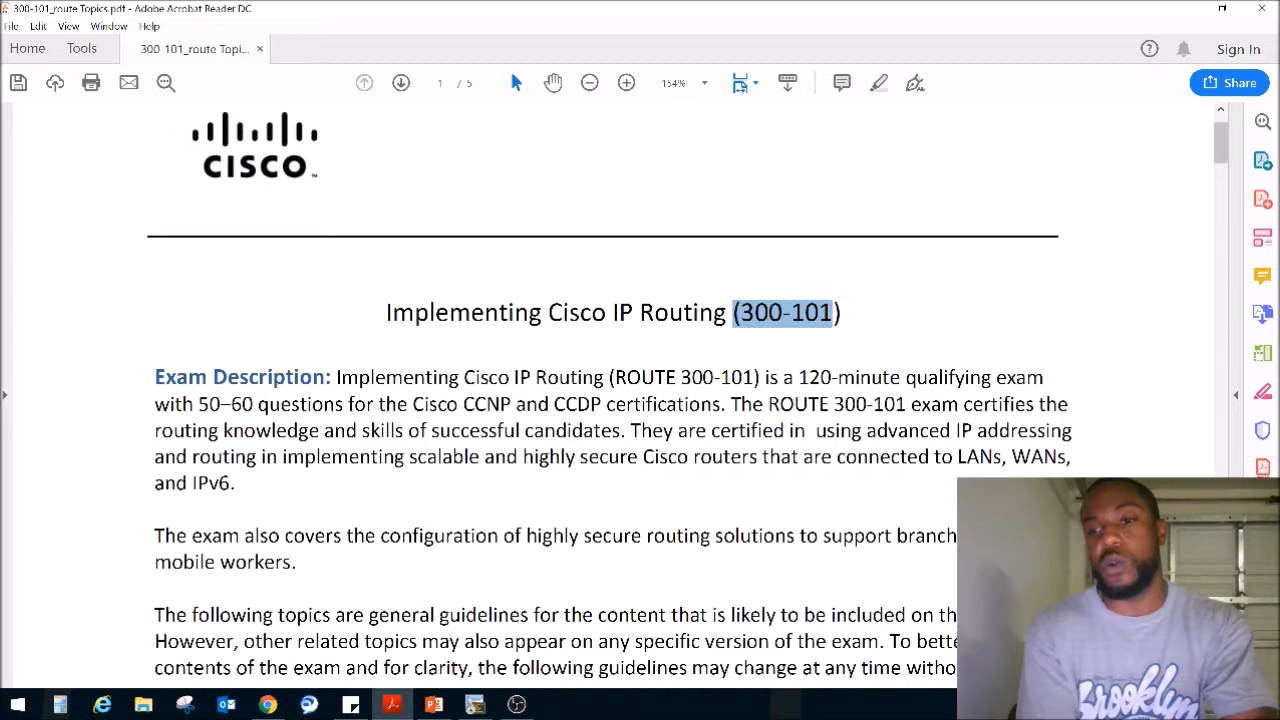 300-101_route Topics.pdf - Adobe Acrobat Reader DC
File Edit View Window Help
Home Tools 300-101_route Topi... × Sign In
1 / 5 154% Share
CISCO
Implementing Cisco IP Routing (300-101)
Exam Description: Implementing Cisco IP Routing (ROUTE 300-101) is a 120-minute qualifying exam
with 50–60 questions for the Cisco CCNP and CCDP certifications. The ROUTE 300-101 exam certifies the
routing knowledge and skills of successful candidates. They are certified in using advanced IP addressing
and routing in implementing scalable and highly secure Cisco routers that are connected to LANs, WANs,
and IPv6.
The exam also covers the configuration of highly secure routing solutions to support branch
mobile workers.
The following topics are general guidelines for the content that is likely to be included on th
However, other related topics may also appear on any specific version of the exam. To bette
contents of the exam and for clarity, the following guidelines may change at any time witho
Brooklyn